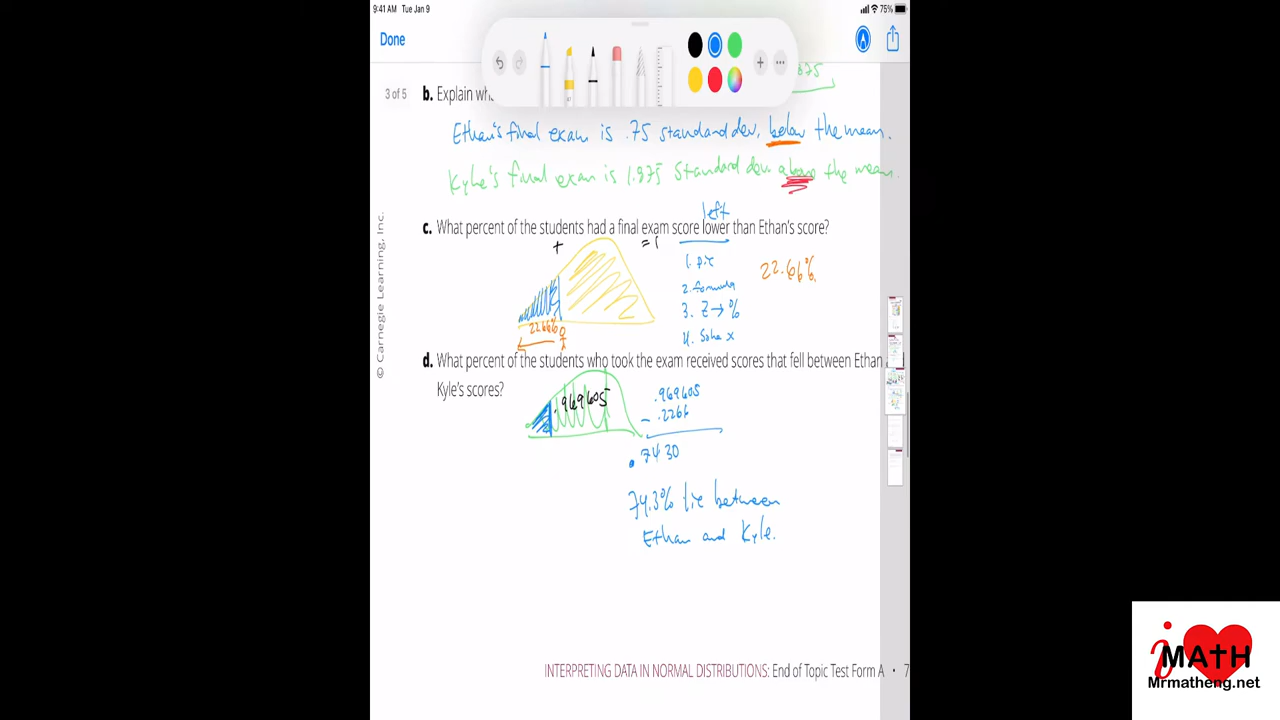 9:41 AM Tue Jan 9
75%
Done
3 of 5
b. Explain wh
875
Ethan's final exam is .75 standard dev. below the mean.
Kyle's final exam is 1.875 standard dev. above the mean.
left
c. What percent of the students had a final exam score lower than Ethan's score?
+
= 1
1. pic
22.66%
2. formula
3. Z → %
4. Solve x
22.66%
d. What percent of the students who took the exam received scores that fell between Ethan
Kyle's scores?
.969605
.969605
- .2266
.7430
74.3% lie between
Ethan and Kyle.
© Carnegie Learning, Inc.
INTERPRETING DATA IN NORMAL DISTRIBUTIONS: End of Topic Test Form A • 7
i
MATH
Mrmatheng.net